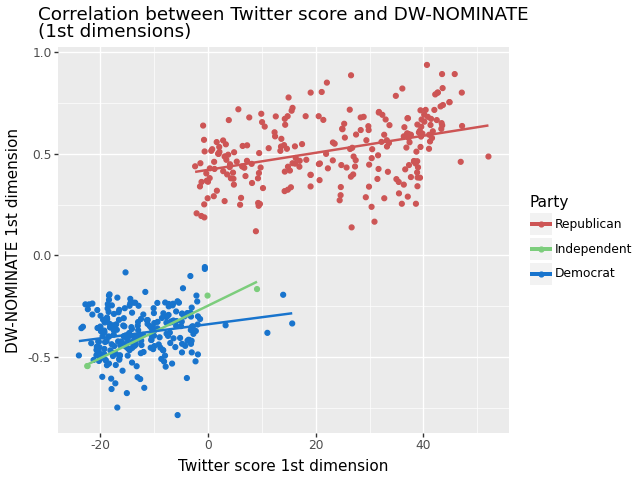 Correlation between Twitter score and DW-NOMINATE
(1st dimensions)
1.0
0.5
0.0
-0.5
DW-NOMINATE 1st dimension
-20
0
20
40
Twitter score 1st dimension
Party
Republican
Independent
Democrat